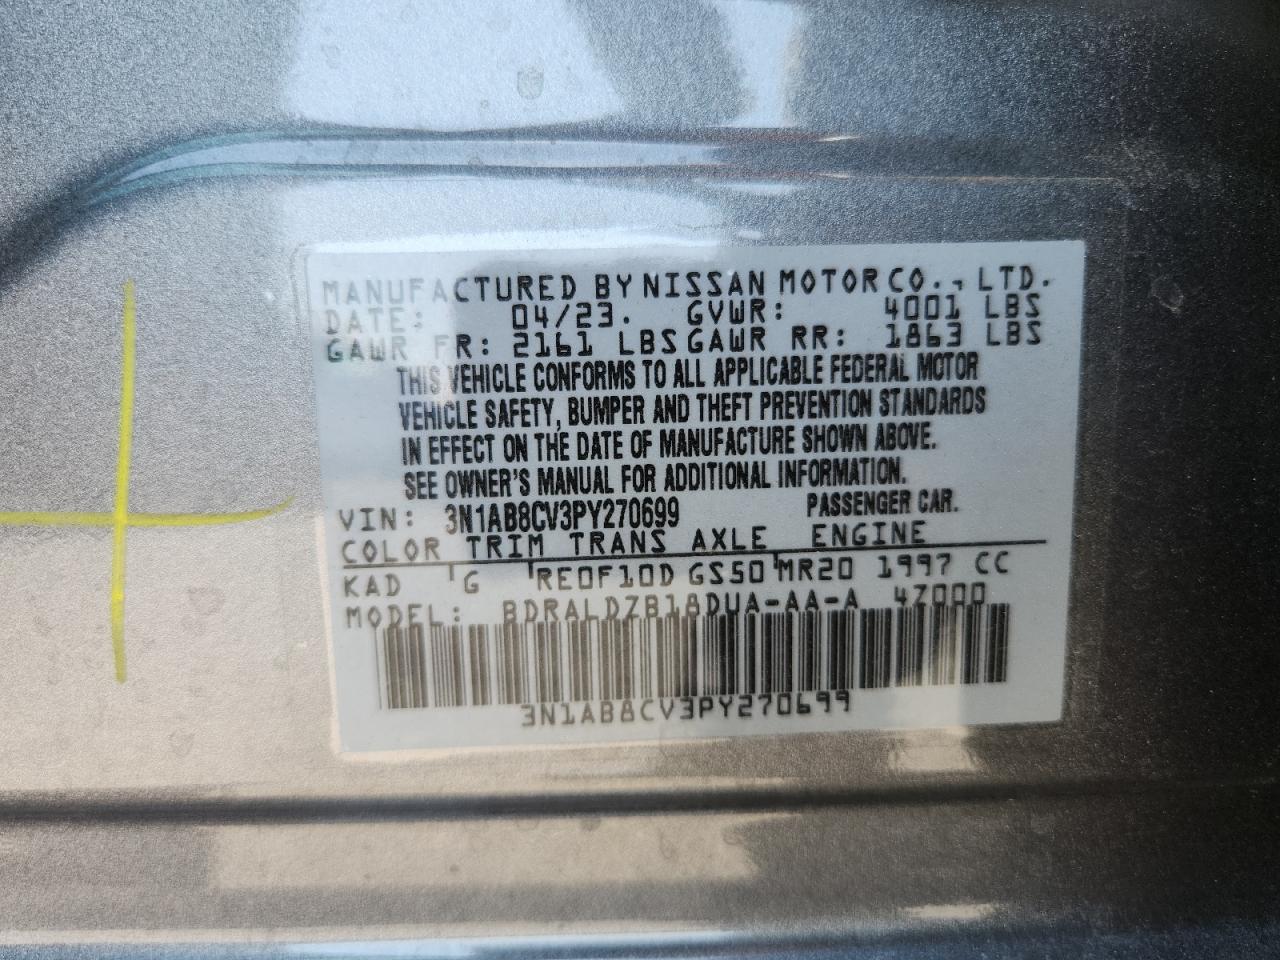 MANUFACTURED BY NISSAN MOTOR CO., LTD.
DATE: 04/23. GVWR: 4001 LBS
GAWR FR: 2161 LBS GAWR RR: 1863 LBS
THIS VEHICLE CONFORMS TO ALL APPLICABLE FEDERAL MOTOR
VEHICLE SAFETY, BUMPER AND THEFT PREVENTION STANDARDS
IN EFFECT ON THE DATE OF MANUFACTURE SHOWN ABOVE.
SEE OWNER'S MANUAL FOR ADDITIONAL INFORMATION.
VIN: 3N1AB8CV3PY270699 PASSENGER CAR.
COLOR TRIM TRANS AXLE ENGINE
KAD G RE0F10D GS50 MR20 1997 CC
MODEL: BDRALDZB18DUA-AA-A 4Z000
3N1AB8CV3PY270699